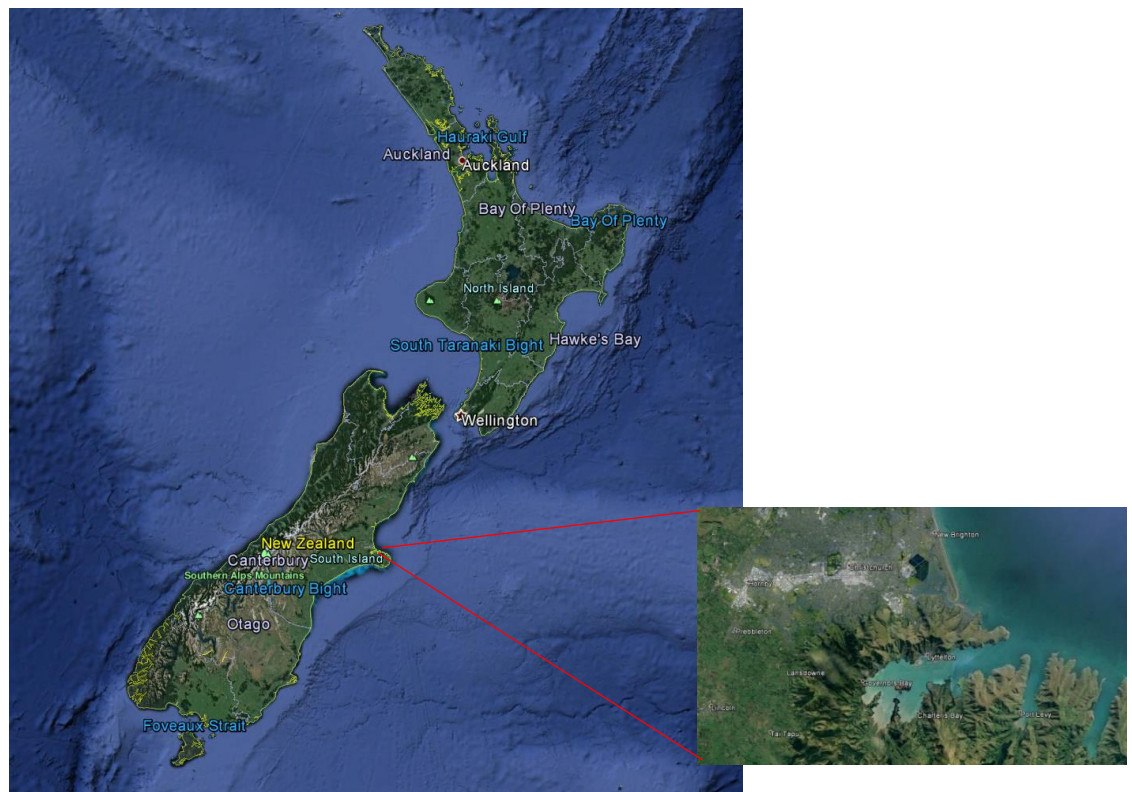 Hauraki Gulf
Auckland
Auckland
Bay Of Plenty
Bay Of Plenty
North Island
South Taranaki Bight
Hawke's Bay
Wellington
New Zealand
Canterbury
South Island
Southern Alps Mountains
Canterbury Bight
Otago
Foveaux Strait
New Brighton
Christchurch
Hornby
Prebbleton
Lansdowne
Lyttelton
Governors Bay
Lincoln
Charteris Bay
Port Levy
Tai Tapu